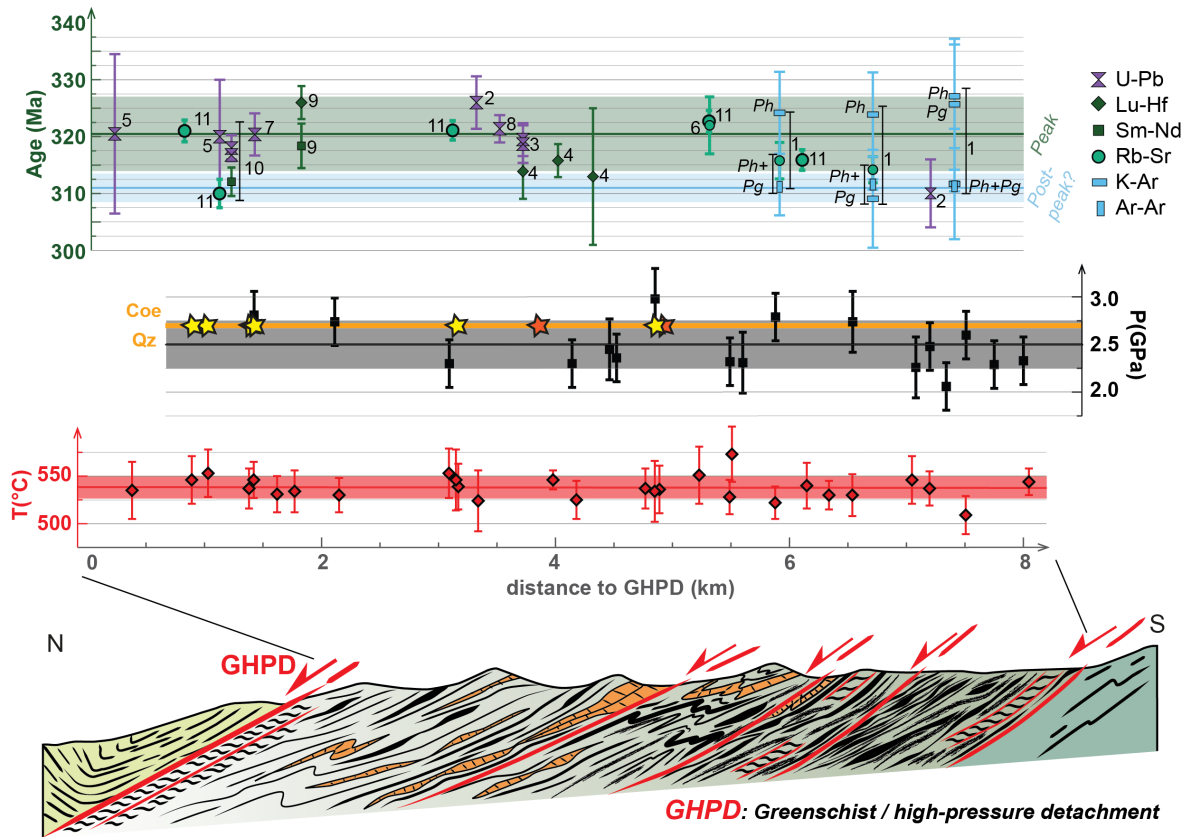 340
330
320
310
300
Age (Ma)
5
11
5
11
10
7
9
9
11
2
8
3
4
4
4
11
6
11
Ph
1
Ph+
Pg
Ph
1
Ph+
Pg
2
Ph
Pg
1
Ph+Pg
Peak
Post-
peak?
U-Pb
Lu-Hf
Sm-Nd
Rb-Sr
K-Ar
Ar-Ar
Coe
Qz
3.0
2.5
2.0
P(GPa)
T(°C)
550
500
0 2 4 6 8
distance to GHPD (km)
N
S
GHPD
GHPD: Greenschist / high-pressure detachment